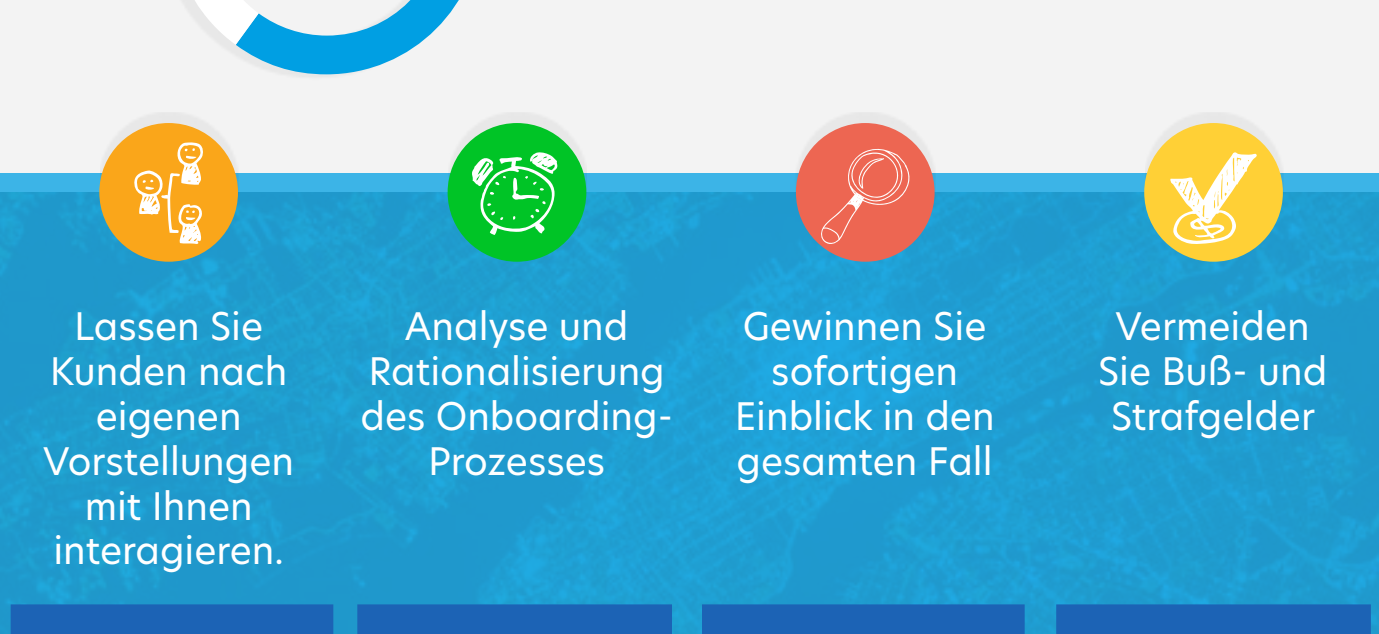 Lassen Sie
Kunden nach
eigenen
Vorstellungen
mit Ihnen
interagieren.
Analyse und
Rationalisierung
des Onboarding-
Prozesses
Gewinnen Sie
sofortigen
Einblick in den
gesamten Fall
Vermeiden
Sie Buß- und
Strafgelder